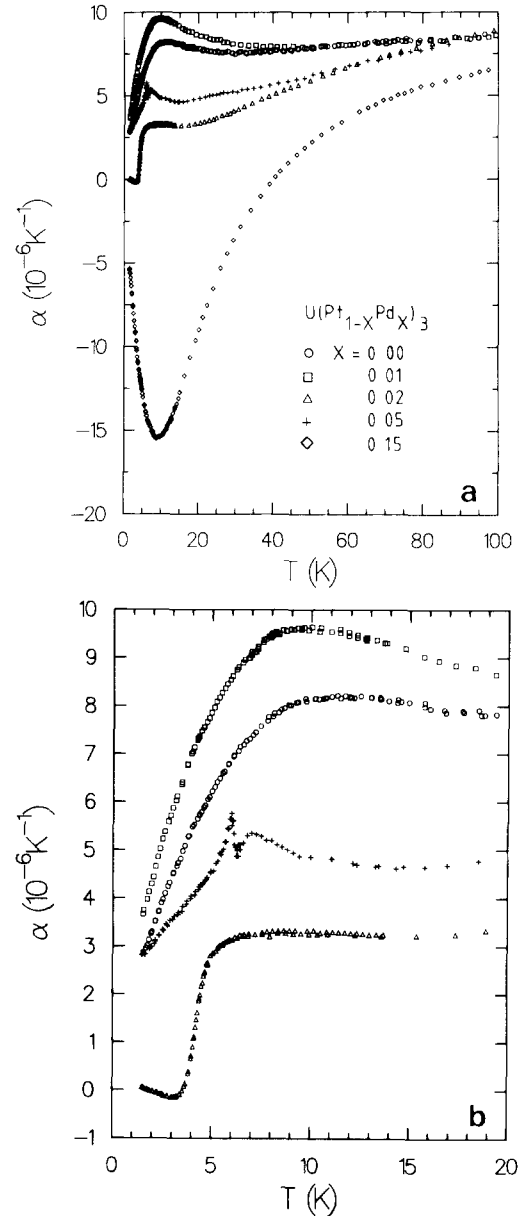 10
5
0
-5
-10
-15
-20
α (10⁻⁶K⁻¹)
U(Pt₁₋ₓPdₓ)₃
○ X = 0 00
□ 0 01
△ 0 02
+ 0 05
◇ 0 15
a
0 20 40 60 80 100
T (K)
10
9
8
7
6
5
4
3
2
1
0
-1
α (10⁻⁶K⁻¹)
b
0 5 10 15 20
T (K)